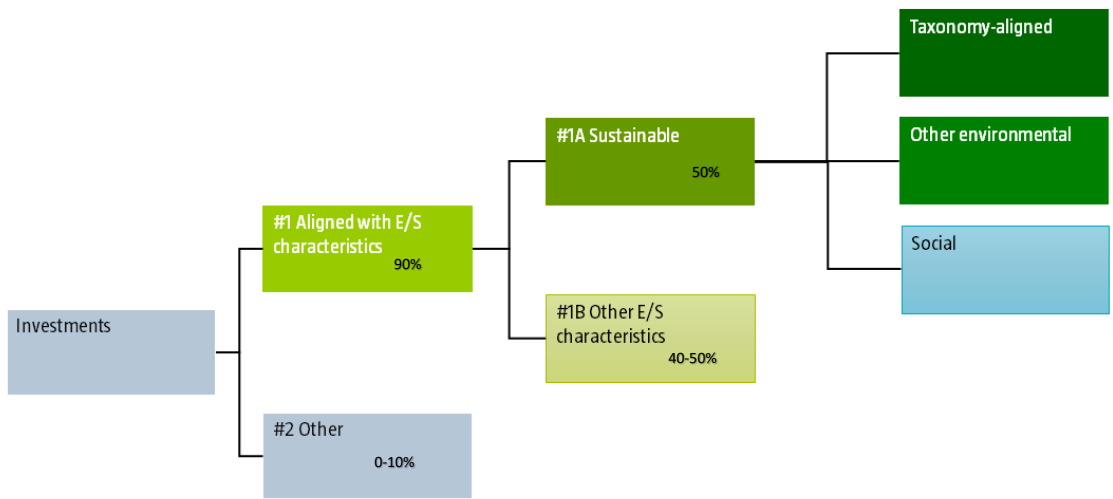 Taxonomy-aligned
#1A Sustainable
50%
Other environmental
#1 Aligned with E/S
characteristics
90%
Social
#1B Other E/S
characteristics
40-50%
Investments
#2 Other
0-10%